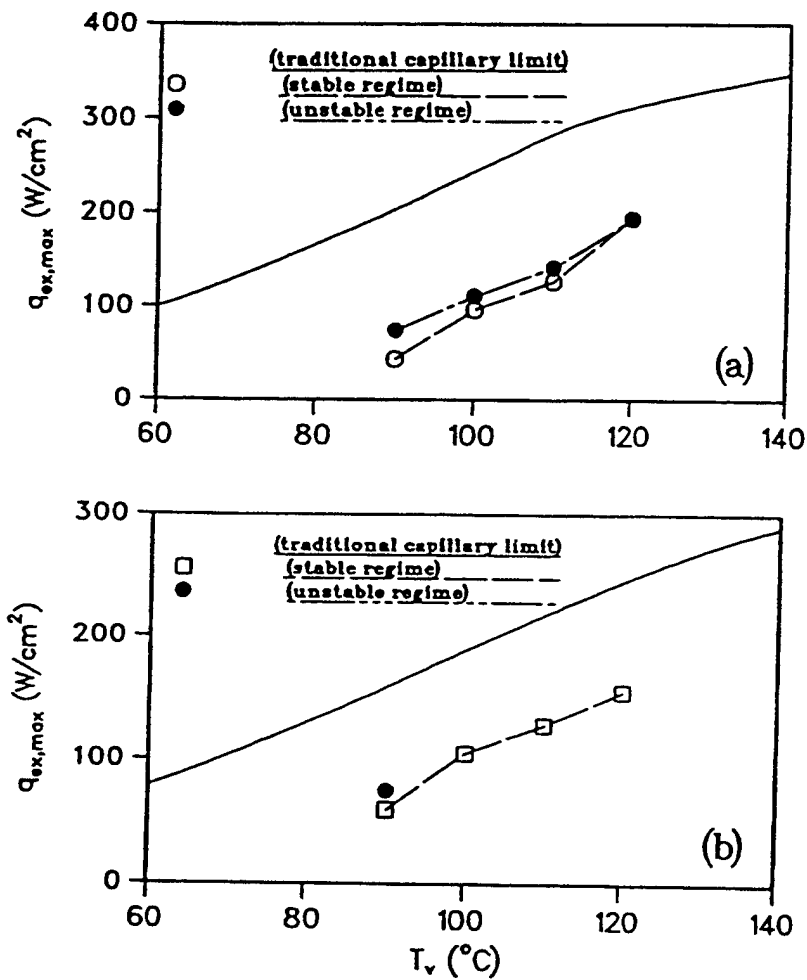 400
300
200
100
0
q_ex,max (W/cm²)
(traditional capillary limit)
(stable regime)
(unstable regime)
(a)
60 80 100 120 140
300
200
100
0
q_ex,max (W/cm²)
(traditional capillary limit)
(stable regime)
(unstable regime)
(b)
60 80 100 120 140
T_v (°C)